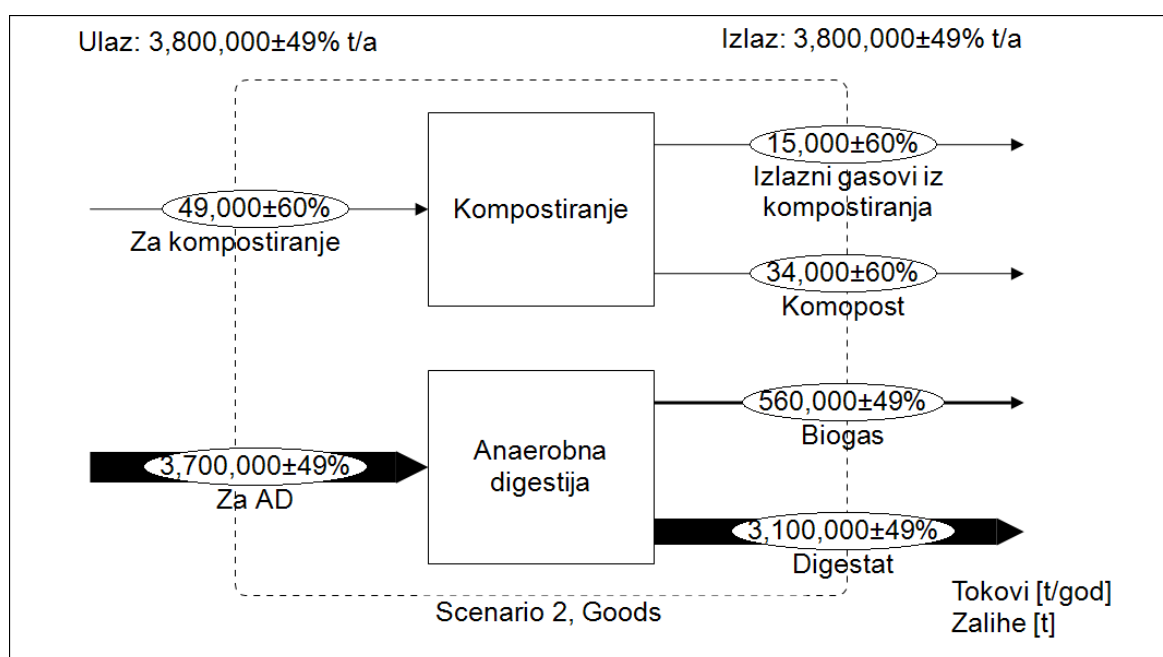 Ulaz: 3,800,000±49% t/a
Izlaz: 3,800,000±49% t/a
15,000±60%
Izlazni gasovi iz
kompostiranja
49,000±60%
Za kompostiranje
Kompostiranje
34,000±60%
Komopost
560,000±49%
Biogas
3,700,000±49%
Za AD
Anaerobna
digestija
3,100,000±49%
Digestat
Scenario 2, Goods
Tokovi [t/god]
Zalihe [t]